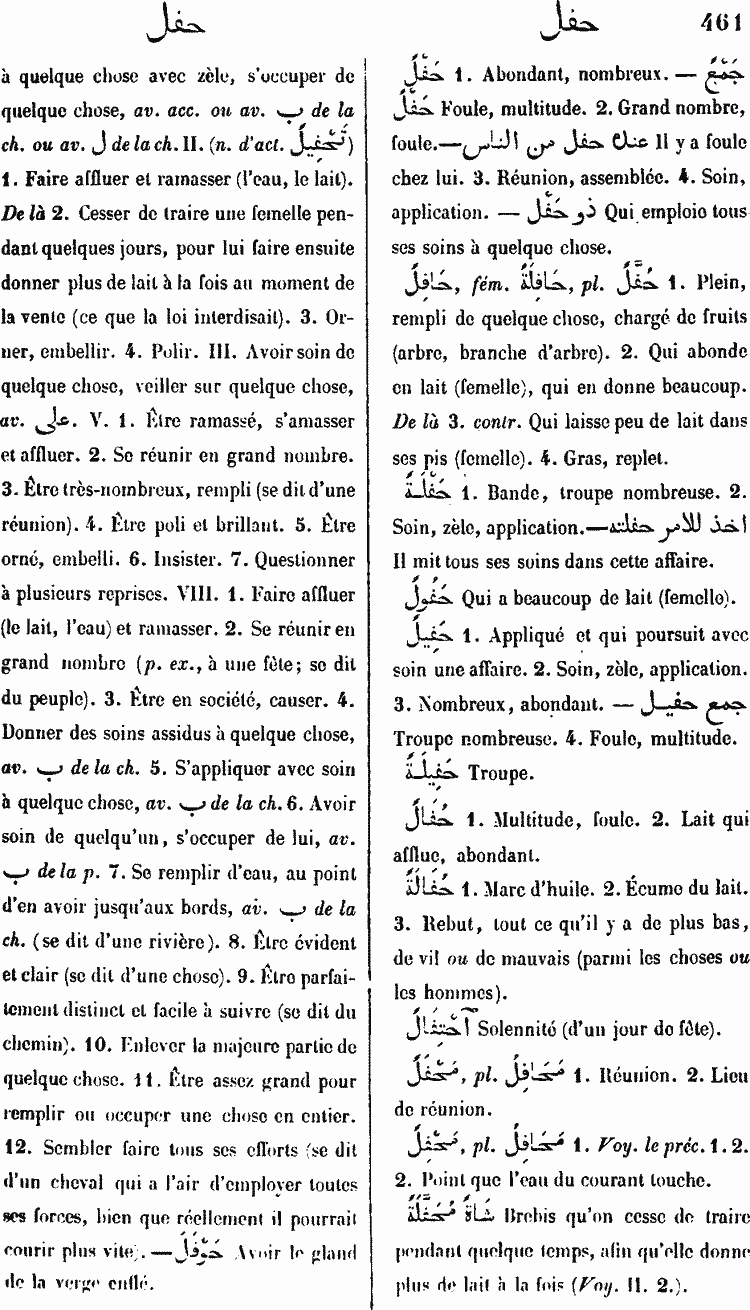 حفل
حفل 461
à quelque chose avec zèle, s'occuper de
quelque chose, av. acc. ou av. ب de la
ch. ou av. ل de la ch. II. (n. d'act. تَحْفِيلٌ)
1. Faire affluer et ramasser (l'eau, le lait).
De là 2. Cesser de traire une femelle pen-
dant quelques jours, pour lui faire ensuite
donner plus de lait à la fois au moment de
la vente (ce que la loi interdisait). 3. Or-
ner, embellir. 4. Polir. III. Avoir soin de
quelque chose, veiller sur quelque chose,
av. على. V. 1. Être ramassé, s'amasser
et affluer. 2. Se réunir en grand nombre.
3. Être très-nombreux, rempli (se dit d'une
réunion). 4. Être poli et brillant. 5. Être
orné, embelli. 6. Insister. 7. Questionner
à plusieurs reprises. VIII. 1. Faire affluer
(le lait, l'eau) et ramasser. 2. Se réunir en
grand nombre (p. ex., à une fête; se dit
du peuple). 3. Être en société, causer. 4.
Donner des soins assidus à quelque chose,
av. ب de la ch. 5. S'appliquer avec soin
à quelque chose, av. ب de la ch. 6. Avoir
soin de quelqu'un, s'occuper de lui, av.
ب de la p. 7. Se remplir d'eau, au point
d'en avoir jusqu'aux bords, av. ب de la
ch. (se dit d'une rivière). 8. Être évident
et clair (se dit d'une chose). 9. Être parfai-
tement distinct et facile à suivre (se dit du
chemin). 10. Enlever la majeure partie de
quelque chose. 11. Être assez grand pour
remplir ou occuper une chose en entier.
12. Sembler faire tous ses efforts (se dit
d'un cheval qui a l'air d'employer toutes
ses forces, bien que réellement il pourrait
courir plus vite). — حَوْفَلَ Avoir le gland
de la verge enflé.
حَفْلٌ 1. Abondant, nombreux. — جَمْعٌ
حَفْلٌ Foule, multitude. 2. Grand nombre,
foule. — عنك حفل من الناس Il y a foule
chez lui. 3. Réunion, assemblée. 4. Soin,
application. — ذو حَفْلٍ Qui emploie tous
ses soins à quelque chose.
حَافِلٌ, fém. حَافِلَةٌ, pl. حُفَّلٌ 1. Plein,
rempli de quelque chose, chargé de fruits
(arbre, branche d'arbre). 2. Qui abonde
en lait (femelle), qui en donne beaucoup.
De là 3. contr. Qui laisse peu de lait dans
ses pis (femelle). 4. Gras, replet.
حَفْلَةٌ 1. Bande, troupe nombreuse. 2.
Soin, zèle, application. — اخذ للامر حفلته
Il mit tous ses soins dans cette affaire.
حَفُولٌ Qui a beaucoup de lait (femelle).
حَفِيلٌ 1. Appliqué et qui poursuit avec
soin une affaire. 2. Soin, zèle, application.
3. Nombreux, abondant. — جمع حفيل
Troupe nombreuse. 4. Foule, multitude.
حَفِيلَةٌ Troupe.
حُفَالٌ 1. Multitude, foule. 2. Lait qui
afflue, abondant.
حُفَالَةٌ 1. Marc d'huile. 2. Écume du lait.
3. Rebut, tout ce qu'il y a de plus bas,
de vil ou de mauvais (parmi les choses ou
les hommes).
آحْتِفَالٌ Solennité (d'un jour de fête).
مَحْفَلٌ, pl. مَحَافِلُ 1. Réunion. 2. Lieu
de réunion.
مَحْفِلٌ, pl. مَحَافِلُ 1. Voy. le préc. 1. 2.
2. Point que l'eau du courant touche.
شَاةٌ مُحَفَّلَةٌ Brebis qu'on cesse de traire
pendant quelque temps, afin qu'elle donne
plus de lait à la fois (Voy. II. 2.).